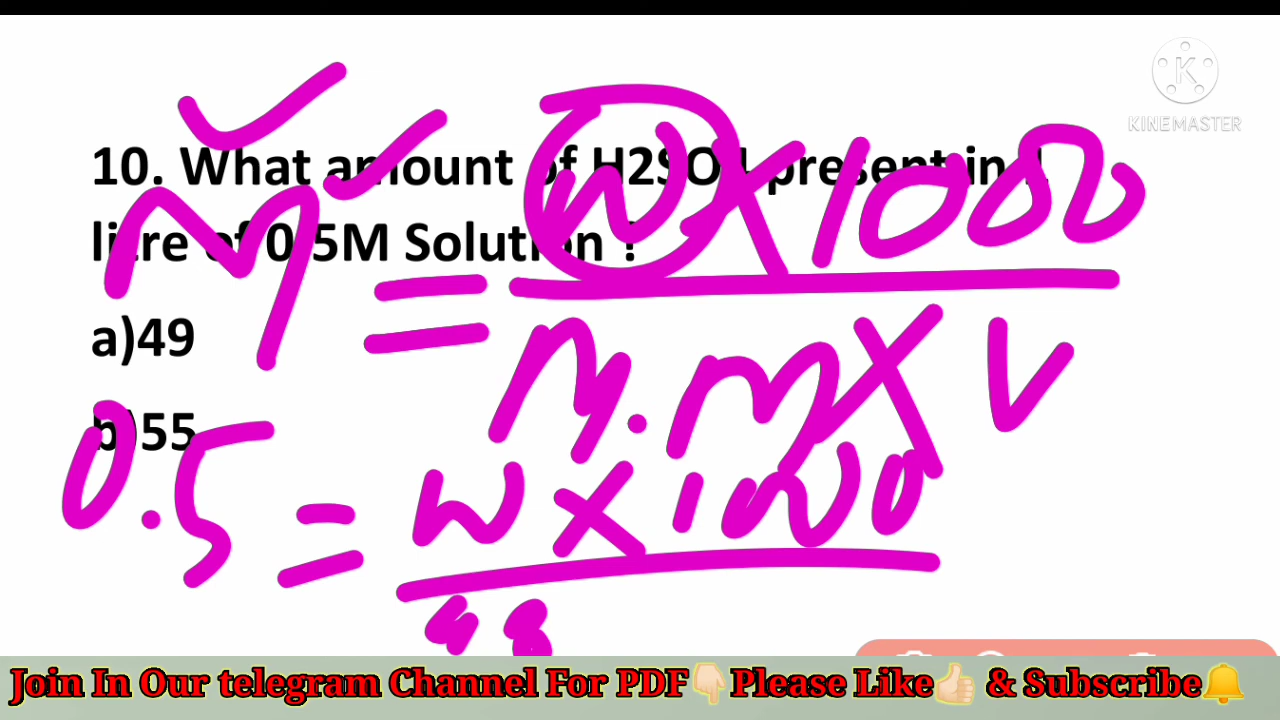 KINEMASTER
10. What amount of H2SO4 present in 1
litre of 0.5M Solution ?
M = W X 1000
M.M X V
a)49
b)55
0.5 = W X 1000
98
Join In Our telegram Channel For PDF👇🏻Please Like👍🏻 & Subscribe🔔